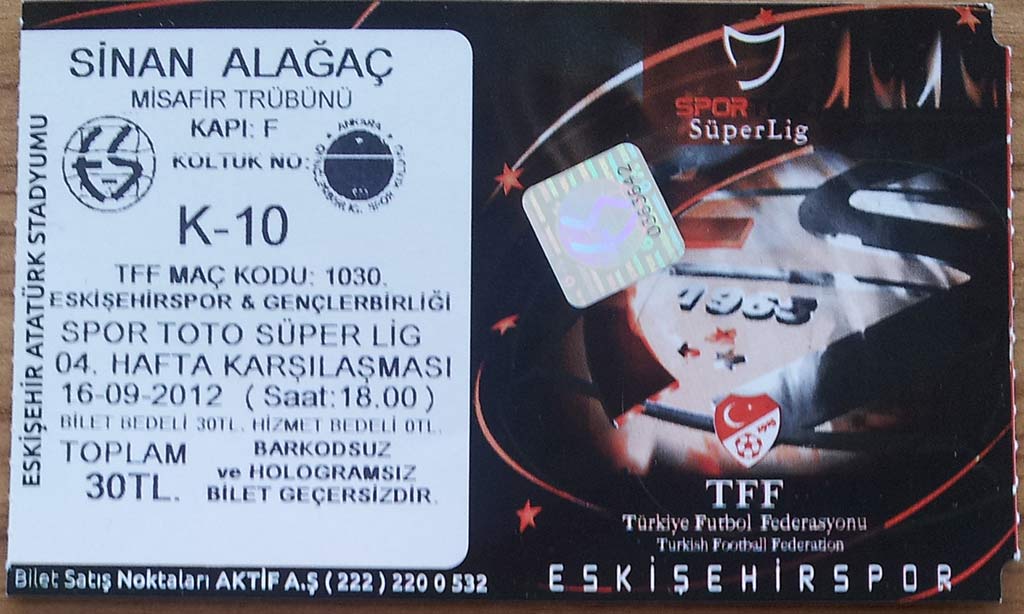 SİNAN ALAĞAÇ
MİSAFİR TRÜBÜNÜ
KAPI: F
KOLTUK NO:
K-10
TFF MAÇ KODU: 1030.
ESKİŞEHİRSPOR & GENÇLERBİRLİĞİ
SPOR TOTO SÜPER LİG
04. HAFTA KARŞILAŞMASI
16-09-2012 (Saat:18.00)
BİLET BEDELİ 30TL. HİZMET BEDELİ 0TL.
TOPLAM
30TL.
BARKODSUZ
ve HOLOGRAMSIZ
BİLET GEÇERSİZDİR.
ESKİŞEHİR ATATÜRK STADYUMU
Bilet Satış Noktaları AKTİF A.Ş ( 222 ) 220 0 532
SPOR
SüperLig
1965
TFF
Türkiye Futbol Federasyonu
Turkish Football Federation
ESKİŞEHİRSPOR